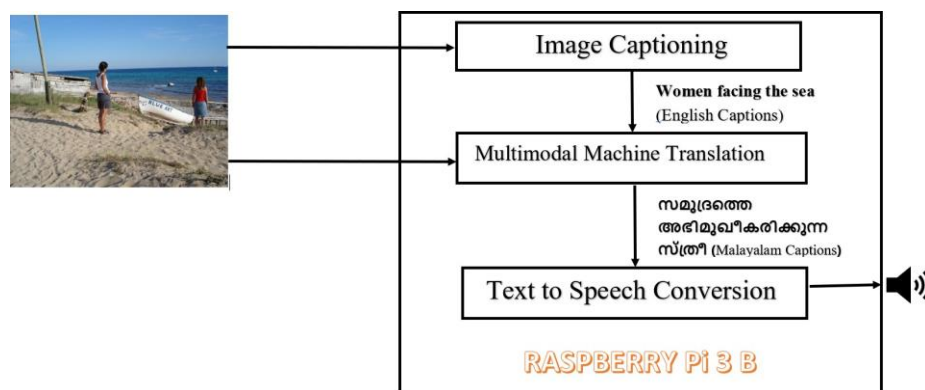 Image Captioning
Women facing the sea
(English Captions)
Multimodal Machine Translation
സമുദ്രത്തെ
അഭിമുഖീകരിക്കുന്ന
സ്ത്രീ (Malayalam Captions)
Text to Speech Conversion
RASPBERRY Pi 3 B